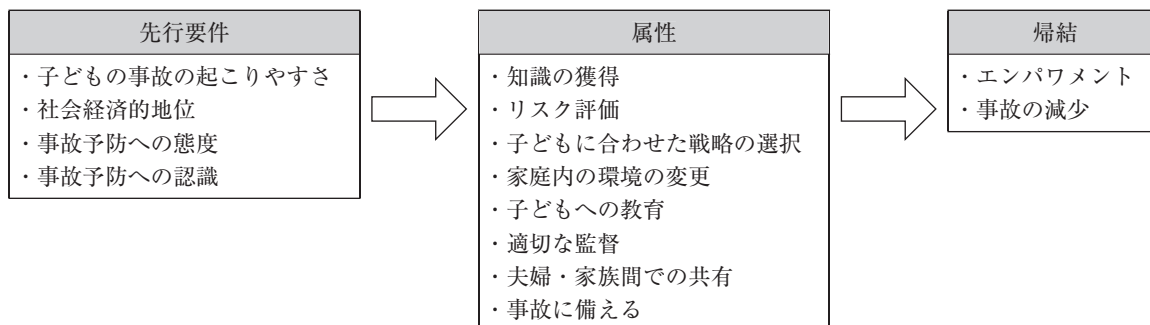 先行要件
・子どもの事故の起こりやすさ
・社会経済的地位
・事故予防への態度
・事故予防への認識
属性
・知識の獲得
・リスク評価
・子どもに合わせた戦略の選択
・家庭内の環境の変更
・子どもへの教育
・適切な監督
・夫婦・家族間での共有
・事故に備える
帰結
・エンパワメント
・事故の減少